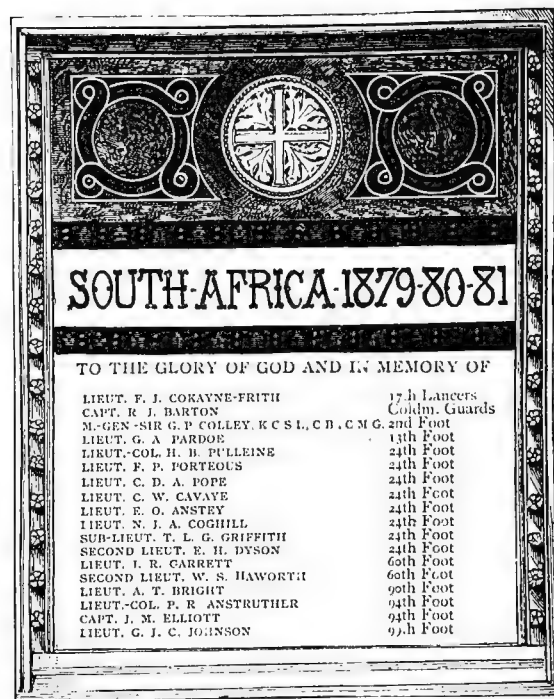 SOUTH·AFRICA·1879·80·81
TO THE GLORY OF GOD AND IN MEMORY OF
LIEUT. F. J. COKAYNE-FRITH 17th Lancers
CAPT. R J. BARTON Coldm. Guards
M.-GEN-SIR G. P COLLEY, K C S I., C B, C M G. 2nd Foot
LIEUT. G. A PARDOE 13th Foot
LIEUT.-COL. H. B. PULLEINE 24th Foot
LIEUT. F. P. PORTEOUS 24th Foot
LIEUT. C. D. A. POPE 24th Foot
LIEUT. C. W. CAVAYE 24th Foot
LIEUT. E. O. ANSTEY 24th Foot
LIEUT. N. J. A. COGHILL 24th Foot
SUB-LIEUT. T. L. G. GRIFFITH 24th Foot
SECOND LIEUT. E. H. DYSON 24th Foot
LIEUT. I. R. GARRETT 60th Foot
SECOND LIEUT. W. S. HAWORTH 60th Foot
LIEUT. A. T. BRIGHT 90th Foot
LIEUT.-COL. P. R ANSTRUTHER 94th Foot
CAPT. J. M. ELLIOTT 94th Foot
LIEUT. G. J. C. JOHNSON 99th Foot